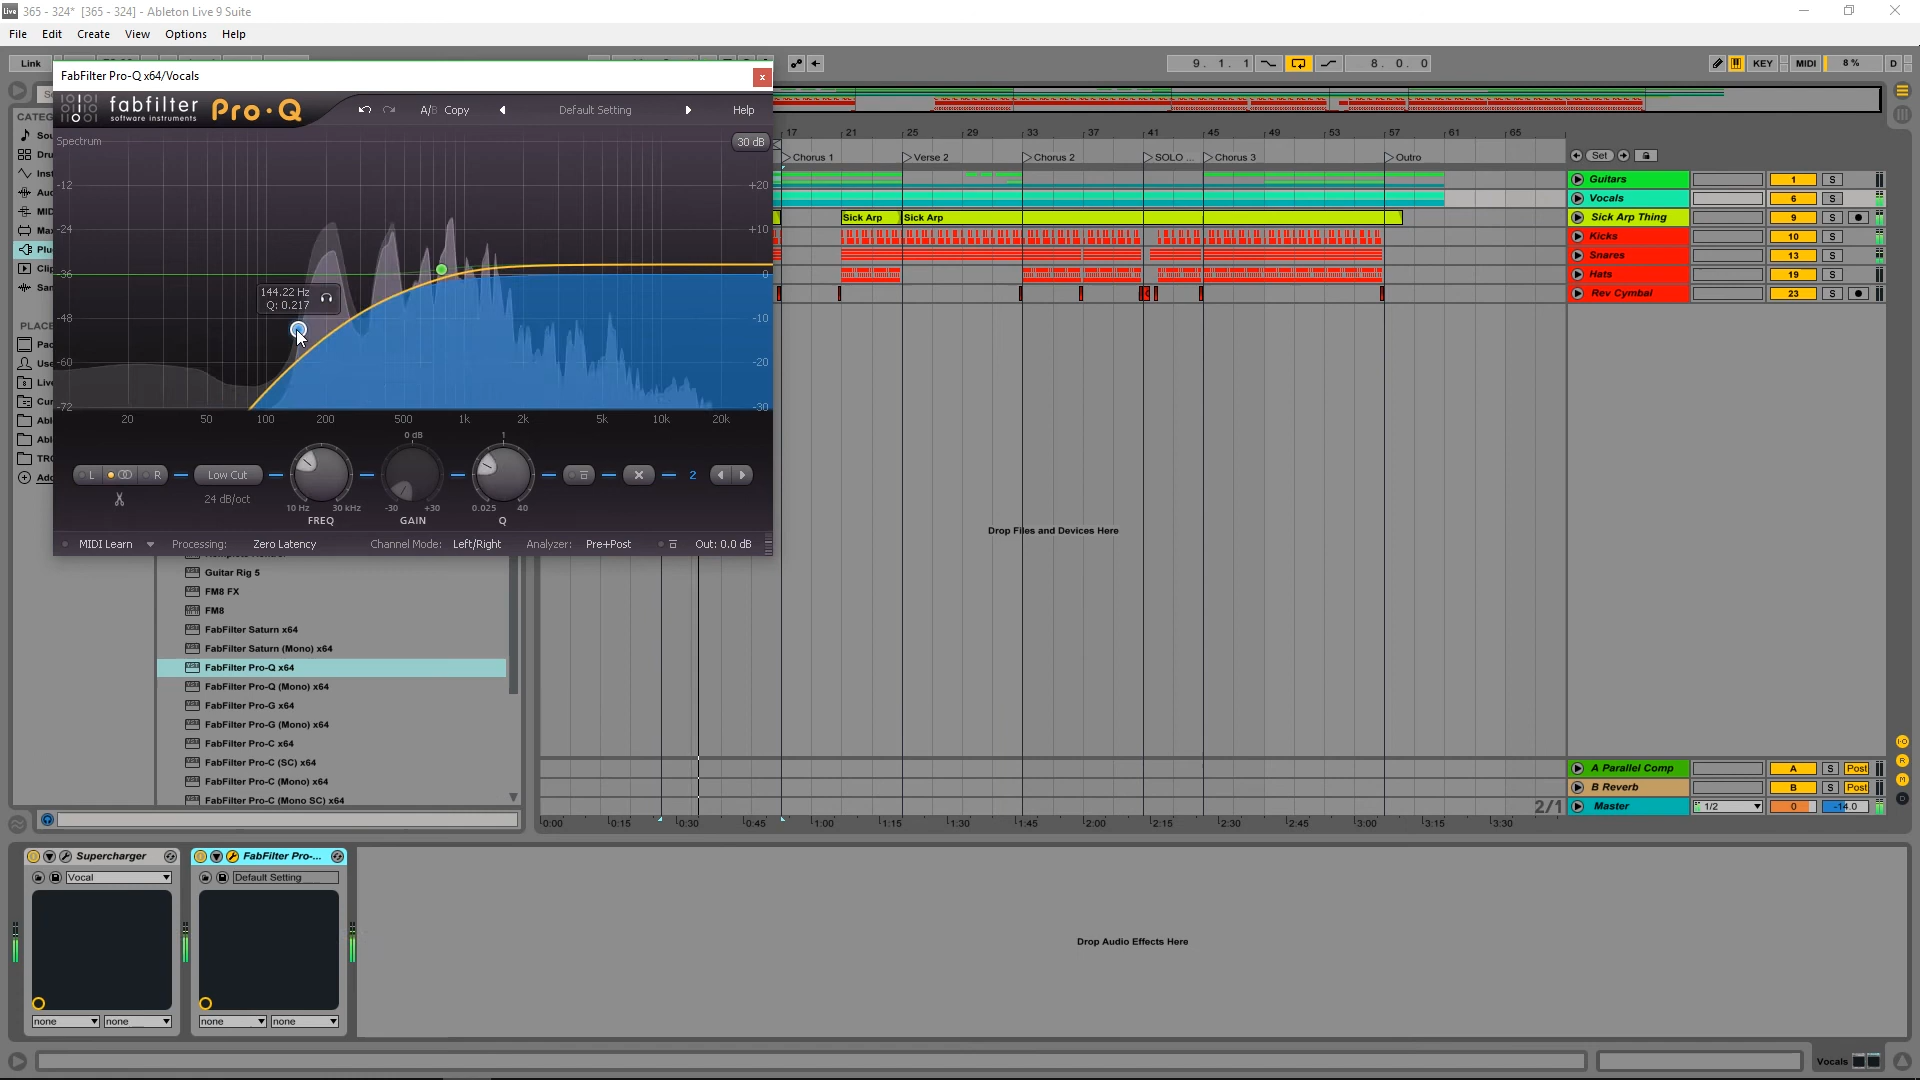 365 - 324*  [365 - 324] - Ableton Live 9 Suite
File Edit Create View Options Help
Link 9. 1. 1 8. 0. 0 KEY MIDI 8 % D
FabFilter Pro-Q x64/Vocals x
fabfilter software instruments Pro·Q A/B Copy Default Setting Help
Spectrum 30 dB
-12 +20
-24 +10
-36 0
-48 -10
-60 -20
-72 -30
144.22 Hz
Q: 0.217
20 50 100 200 500 1k 2k 5k 10k 20k
0 dB 1
L R Low Cut 2
24 dB/oct
10 Hz 30 kHz -30 +30 0.025 40
FREQ GAIN Q
MIDI Learn Processing: Zero Latency Channel Mode: Left/Right Analyzer: Pre+Post Out: 0.0 dB
CATEG
Sou
Dru
Inst
Aud
MID
Max
Plu
Clip
Sam
PLACE
Pac
Use
Live
Cur
Abl
Abl
TRC
Add
17 21 25 29 33 37 41 45 49 53 57 61 65
Chorus 1 Verse 2 Chorus 2 SOLO ... Chorus 3 Outro Set
Sick Arp Sick Arp
Guitars 1 S
Vocals 6 S
Sick Arp Thing 9 S
Kicks 10 S
Snares 13 S
Hats 19 S
Rev Cymbal 23 S
Drop Files and Devices Here
Guitar Rig 5
FM8 FX
FM8
FabFilter Saturn x64
FabFilter Saturn (Mono) x64
FabFilter Pro-Q x64
FabFilter Pro-Q (Mono) x64
FabFilter Pro-G x64
FabFilter Pro-G (Mono) x64
FabFilter Pro-C x64
FabFilter Pro-C (SC) x64
FabFilter Pro-C (Mono) x64
FabFilter Pro-C (Mono SC) x64
A Parallel Comp A S Post
B Reverb B S Post
2/1 Master 1/2 0 -14.0
0:00 0:15 0:30 0:45 1:00 1:15 1:30 1:45 2:00 2:15 2:30 2:45 3:00 3:15 3:30
Supercharger FabFilter Pro-...
Vocal Default Setting
Drop Audio Effects Here
none none none none
Vocals